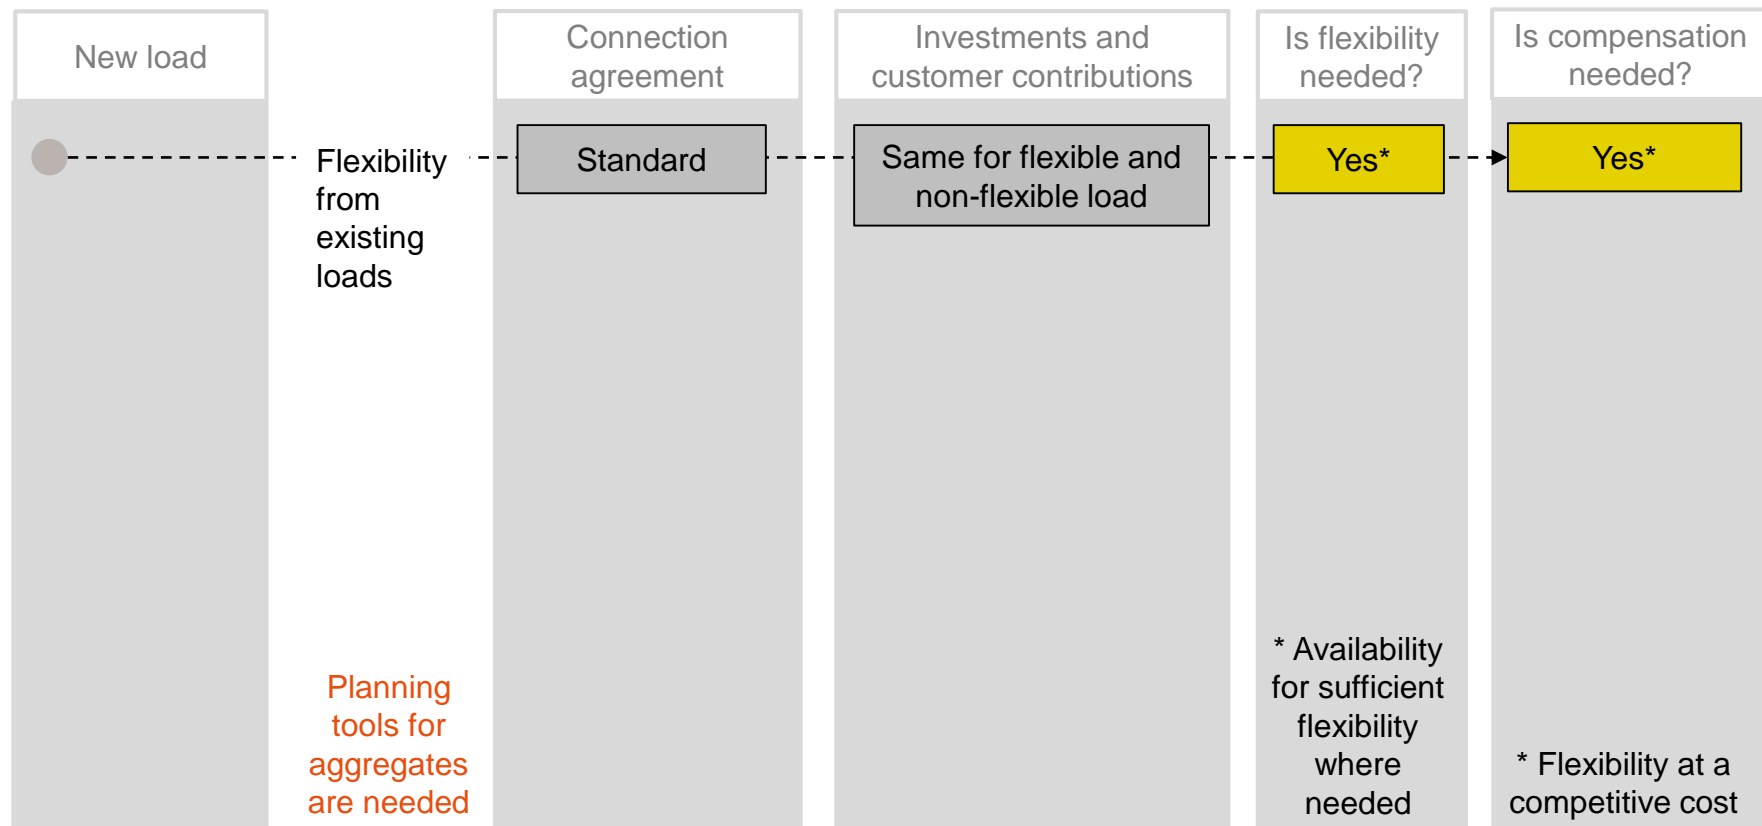 New load
Connection
agreement
Investments and
customer contributions
Is flexibility
needed?
Is compensation
needed?
Flexibility
from
existing
loads
Standard
Same for flexible and
non-flexible load
Yes*
Yes*
Planning
tools for
aggregates
are needed
* Availability
for sufficient
flexibility
where
needed
* Flexibility at a
competitive cost